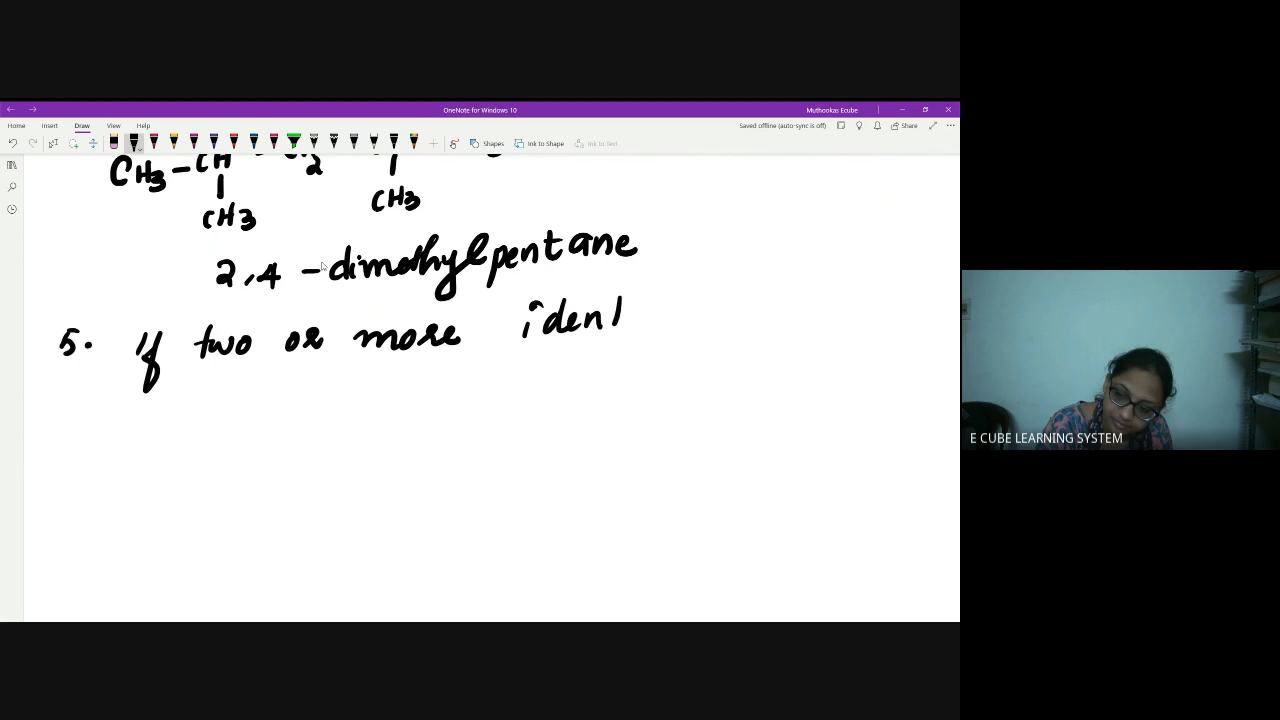 OneNote for Windows 10
Muthookas Ecube
Home Insert Draw View Help
Saved offline (auto-sync is off)
Share
Shapes
Ink to Shape
Ink to Text
CH3 – CH
CH3
CH3
2,4 – dimethylpentane
5. If two or more iden
E CUBE LEARNING SYSTEM